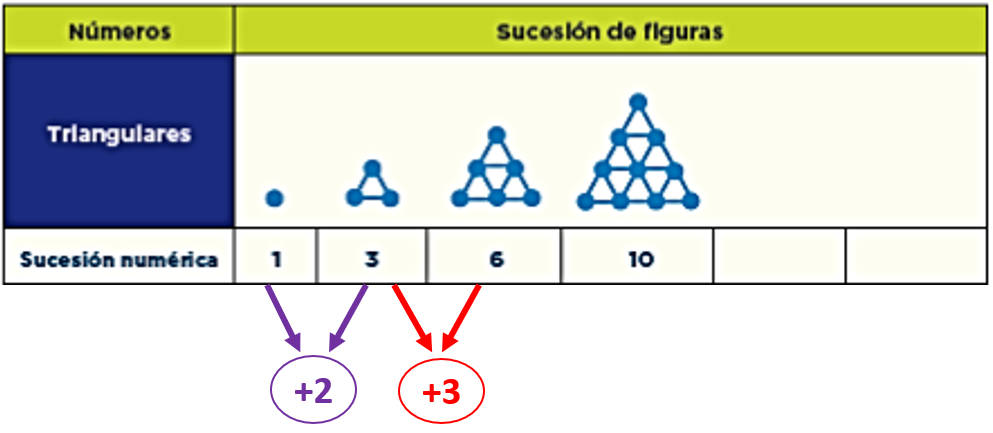 Números
Sucesión de figuras
Triangulares
Sucesión numérica
1
3
6
10
+2
+3